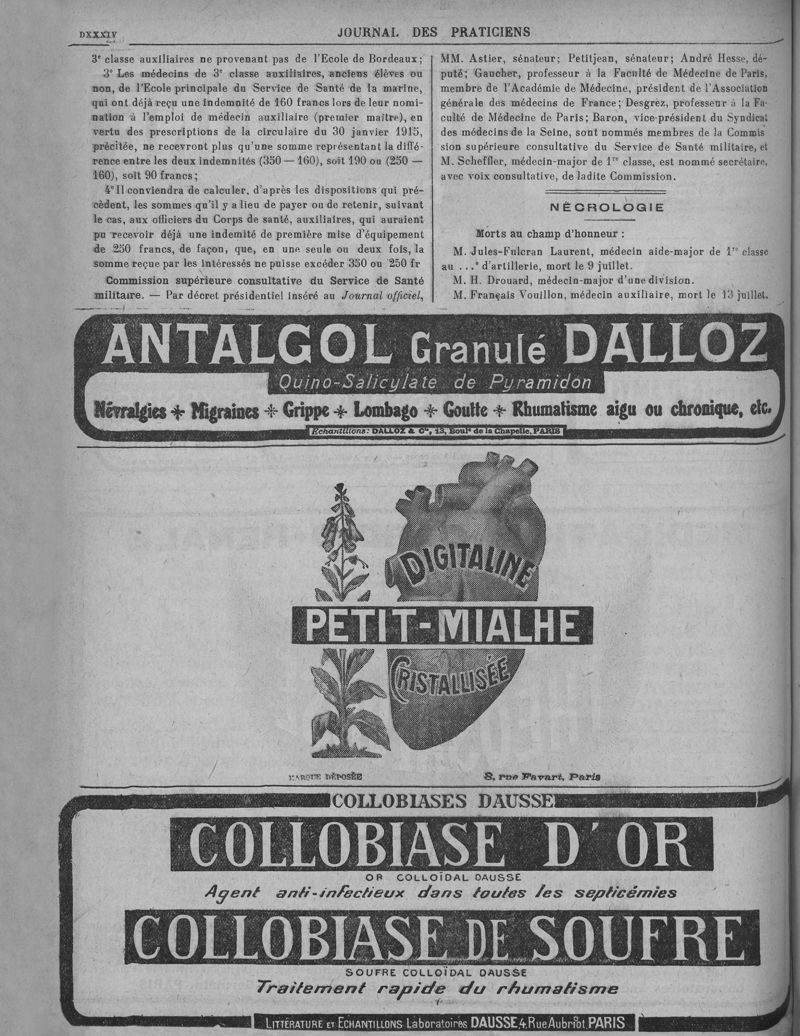 DXXXIV
JOURNAL DES PRATICIENS
3e classe auxiliaires ne provenant pas de l'Ecole de Bordeaux;
3° Les médecins de 3e classe auxiliaires, anciens élèves ou
non, de l'Ecole principale du Service de Santé de la marine,
qui ont déjà reçu une indemnité de 160 francs lors de leur nomi-
nation à l'emploi de médecin auxiliaire (premier maître), en
vertu des prescriptions de la circulaire du 30 janvier 1915,
précitée, ne recevront plus qu'une somme représentant la diffé-
rence entre les deux indemnités (350 — 160), soit 190 ou (250 —
160), soit 90 francs;
4° Il conviendra de calculer, d'après les dispositions qui pré-
cèdent, les sommes qu'il y a lieu de payer ou de retenir, suivant
le cas, aux officiers du Corps de santé, auxiliaires, qui auraient
pu recevoir déjà une indemité de première mise d'équipement
de 250 francs, de façon, que, en une seule ou deux fois, la
somme reçue par les intéressés ne puisse excéder 350 ou 250 fr
Commission supérieure consultative du Service de Santé
militaire. — Par décret présidentiel inséré au Journal officiel,
MM. Astier, sénateur; Petitjean, sénateur; André Hesse, dé-
puté; Gaucher, professeur à la Faculté de Médecine de Paris,
membre de l'Académie de Médecine, président de l'Association
générale des médecins de France; Desgrez, professeur à la Fa-
culté de Médecine de Paris; Baron, vice-président du Syndicat
des médecins de la Seine, sont nommés membres de la Commis
sion supérieure consultative du Service de Santé militaire, et
M. Scheffler, médecin-major de 1re classe, est nommé secrétaire,
avec voix consultative, de ladite Commission.
NÉCROLOGIE
Morts au champ d'honneur :
M. Jules-Fulcran Laurent, médecin aide-major de 1re classe
au ...e d'artillerie, mort le 9 juillet.
M. H. Drouard, médecin-major d'une division.
M. Français Vouillon, médecin auxiliaire, mort le 13 juillet.
ANTALGOL Granulé DALLOZ
Quino-Salicylate de Pyramidon
Névralgies * Migraines * Grippe * Lombago * Goutte * Rhumatisme aigu ou chronique, etc.
Echantillons: DALLOZ & Cie, 13, Bould de la Chapelle, PARIS
DIGITALINE
PETIT-MIALHE
CRISTALLISÉE
MARQUE DÉPOSÉE
8, rue Favart, Paris
COLLOBIASES DAUSSE
COLLOBIASE D'OR
OR COLLOÏDAL DAUSSE
Agent anti-infectieux dans toutes les septicémies
COLLOBIASE DE SOUFRE
SOUFRE COLLOÏDAL DAUSSE
Traitement rapide du rhumatisme
LITTÉRATURE ET ECHANTILLONS Laboratoires DAUSSE, 4, Rue Aubriot, PARIS